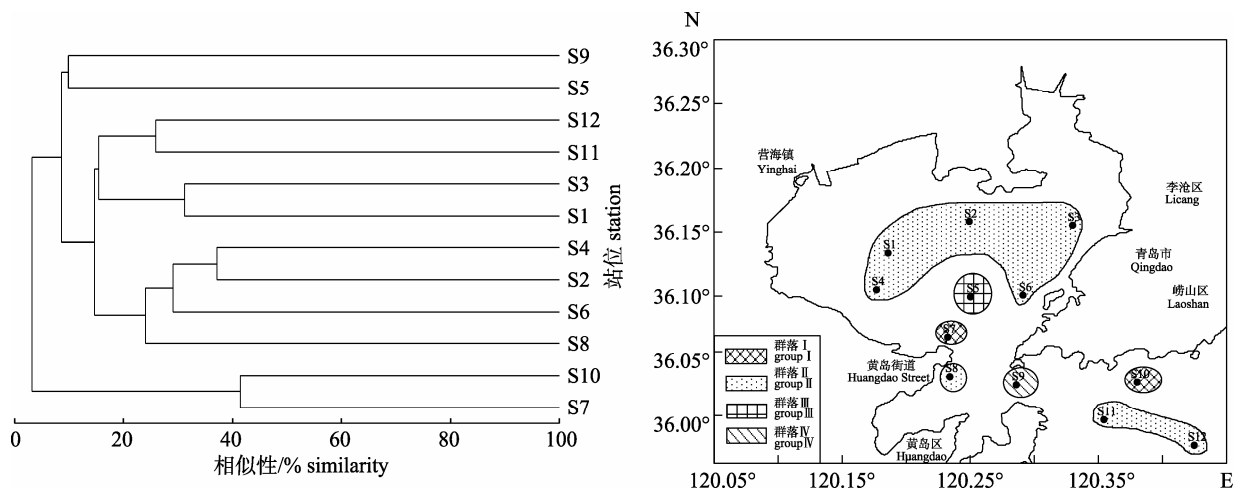 S9
S5
S12
S11
S3
S1
S4
S2
S6
S8
S10
S7
站位 station
0 20 40 60 80 100
相似性/% similarity
N
36.30°
36.25°
36.20°
36.15°
36.10°
36.05°
36.00°
120.05° 120.15° 120.25° 120.35° E
营海镇
Yinghai
李沧区
Licang
青岛市
Qingdao
崂山区
Laoshan
黄岛街道
Huangdao Street
黄岛区
Huangdao
S2
S3
S1
S4
S5
S6
S7
S8
S9
S10
S11
S12
群落Ⅰ
group Ⅰ
群落Ⅱ
group Ⅱ
群落Ⅲ
group Ⅲ
群落Ⅳ
group Ⅳ